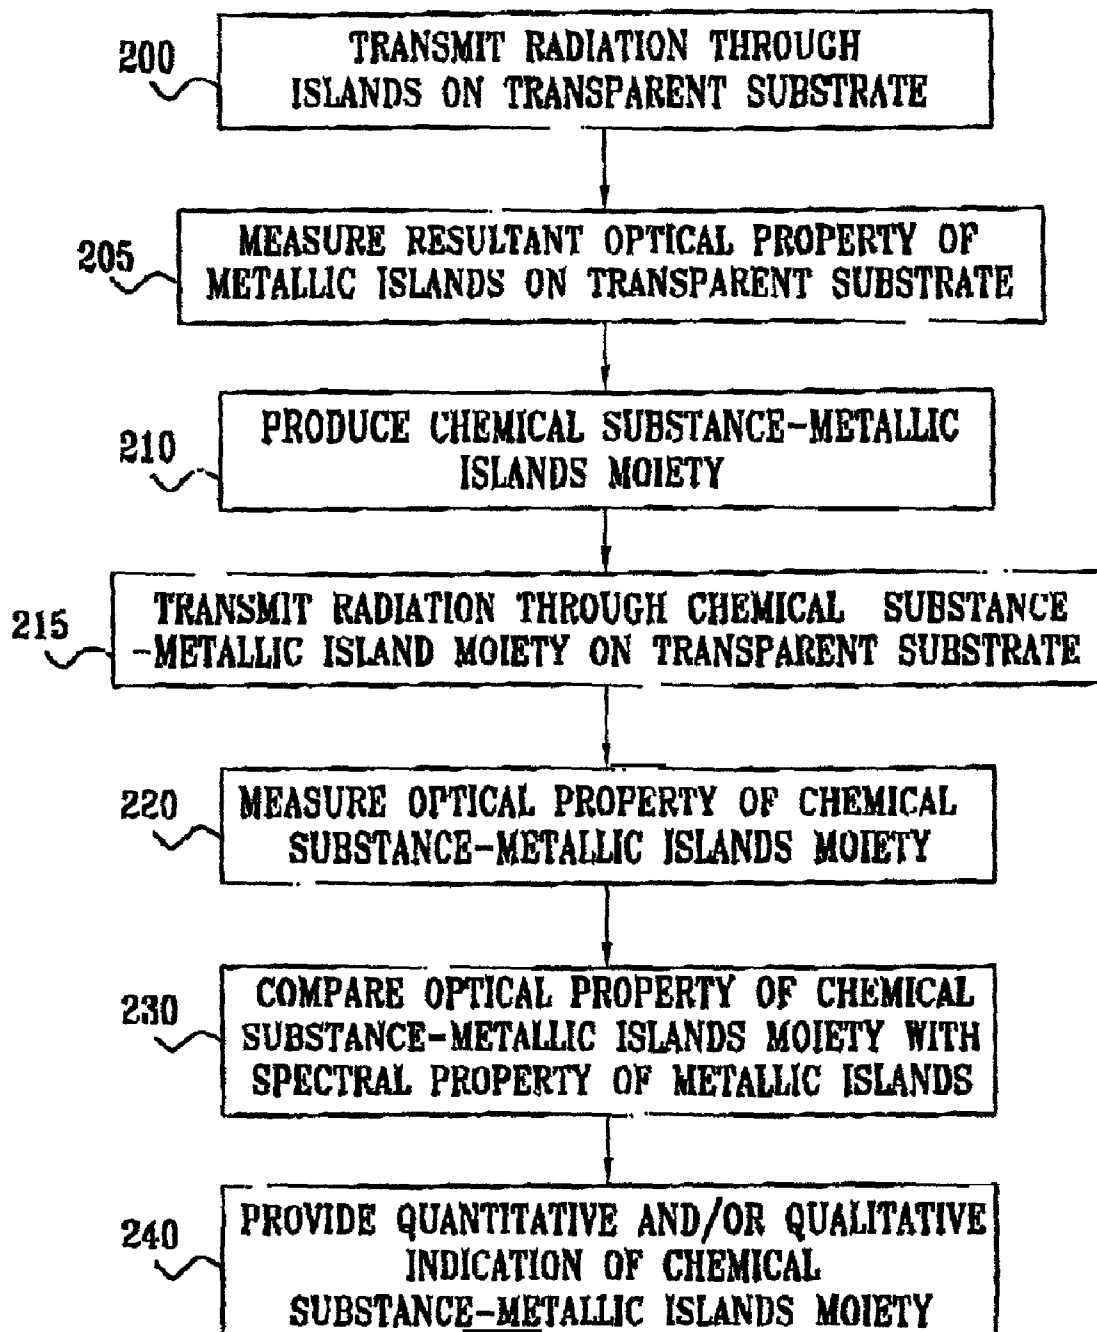 200
TRANSMIT RADIATION THROUGH
ISLANDS ON TRANSPARENT SUBSTRATE
205
MEASURE RESULTANT OPTICAL PROPERTY OF
METALLIC ISLANDS ON TRANSPARENT SUBSTRATE
210
PRODUCE CHEMICAL SUBSTANCE-METALLIC
ISLANDS MOIETY
215
TRANSMIT RADIATION THROUGH CHEMICAL SUBSTANCE
-METALLIC ISLAND MOIETY ON TRANSPARENT SUBSTRATE
220
MEASURE OPTICAL PROPERTY OF CHEMICAL
SUBSTANCE-METALLIC ISLANDS MOIETY
230
COMPARE OPTICAL PROPERTY OF CHEMICAL
SUBSTANCE-METALLIC ISLANDS MOIETY WITH
SPECTRAL PROPERTY OF METALLIC ISLANDS
240
PROVIDE QUANTITATIVE AND/OR QUALITATIVE
INDICATION OF CHEMICAL
SUBSTANCE-METALLIC ISLANDS MOIETY